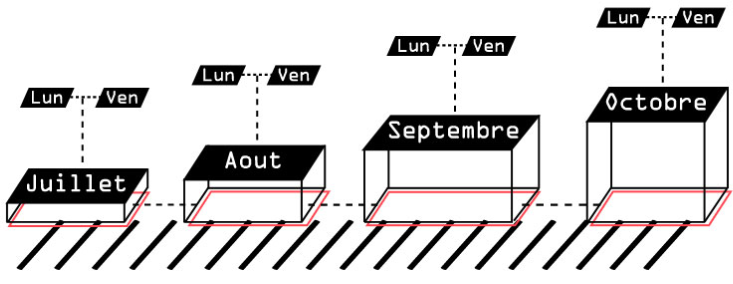 Lun Ven
Lun Ven
Lun Ven
Lun Ven
Juillet
Aout
Septembre
Octobre